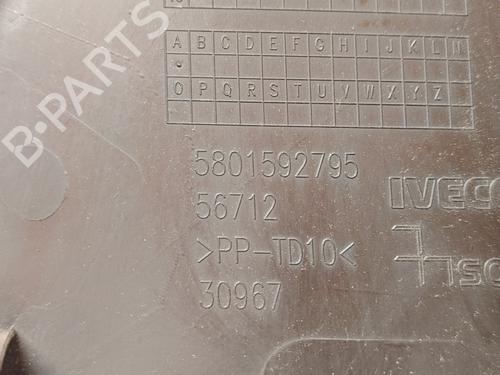 A B C D E F G H I J K L M
O P Q R S T U V W X Y Z
5801592795
56712
>PP-TD10<
30967
IVECO
B-PARTS